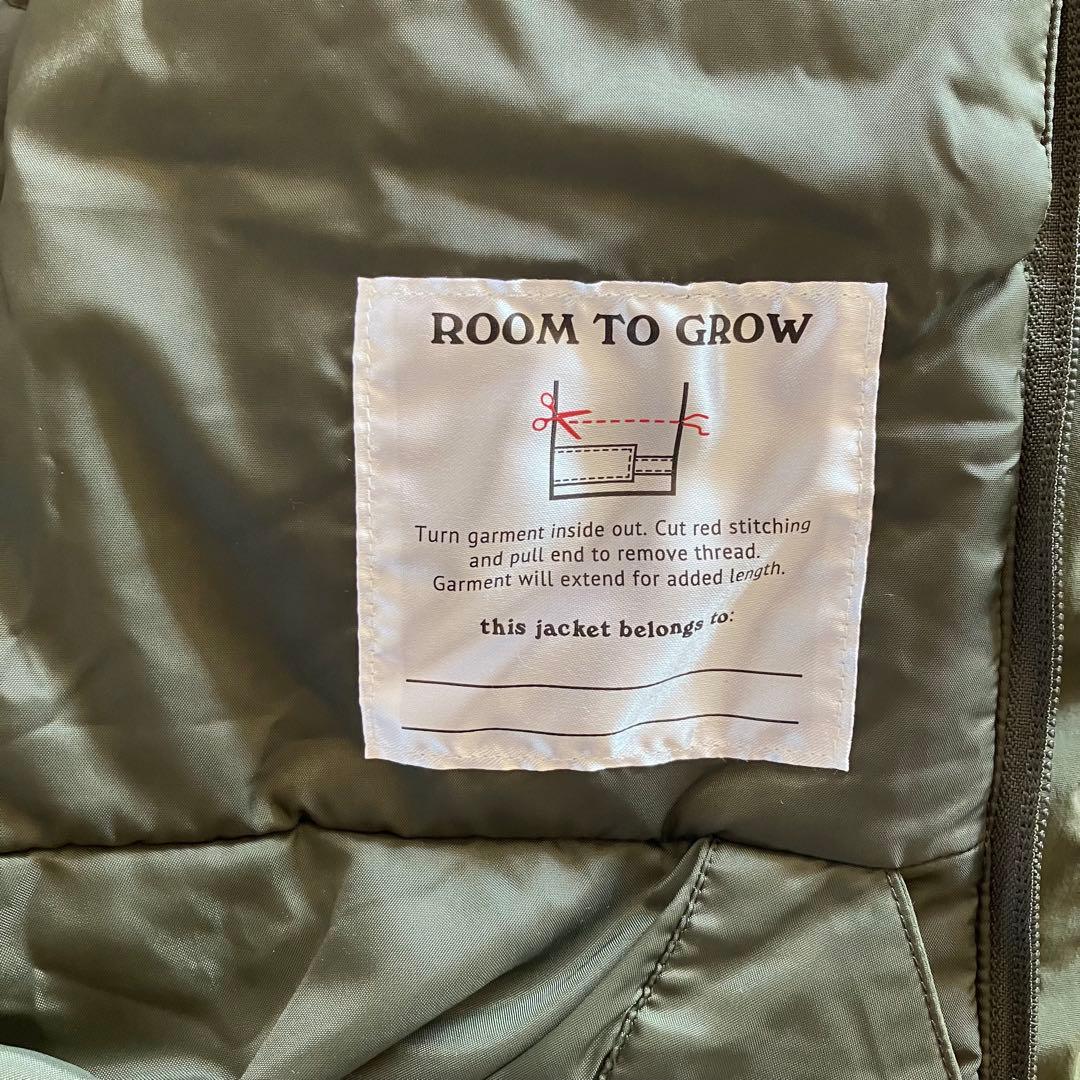 ROOM TO GROW
Turn garment inside out. Cut red stitching
and pull end to remove thread.
Garment will extend for added length.
this jacket belongs to: